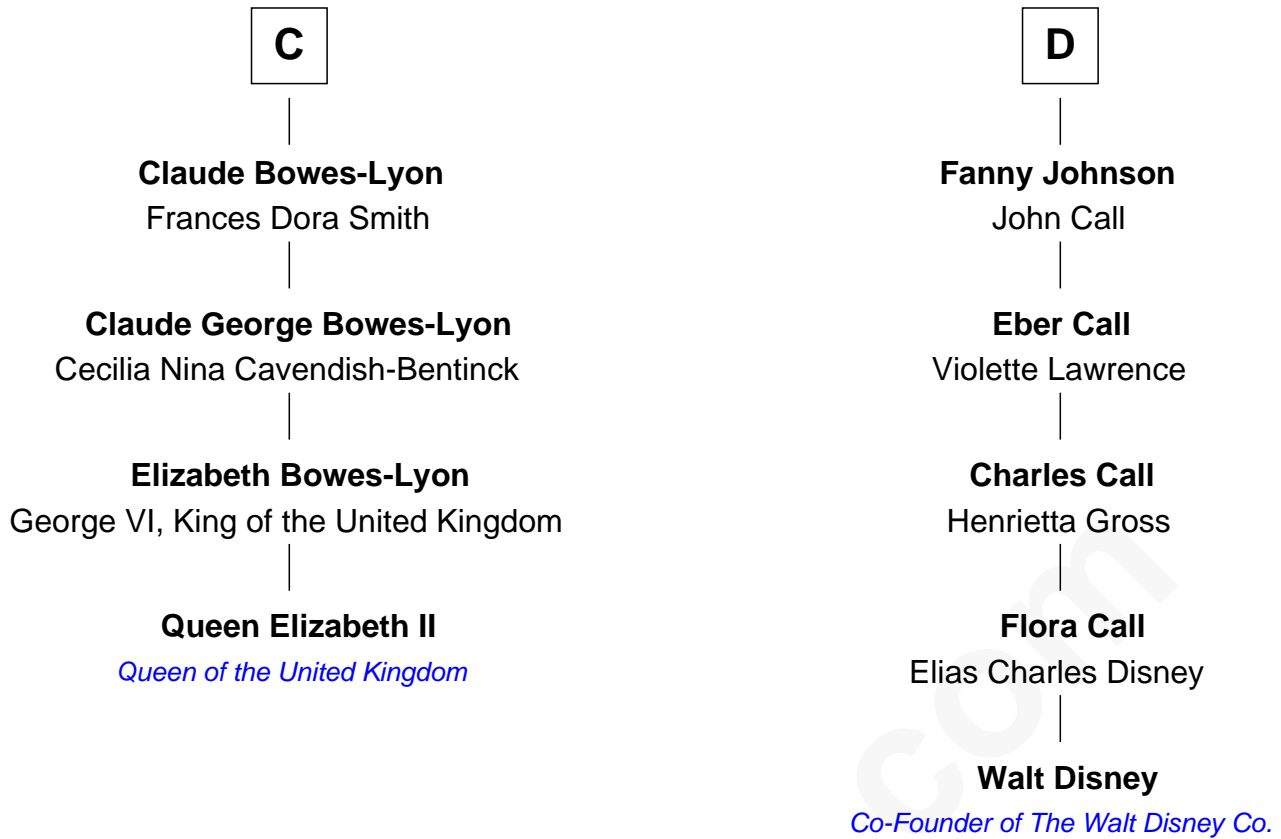 C
Claude Bowes-Lyon
Frances Dora Smith
Claude George Bowes-Lyon
Cecilia Nina Cavendish-Bentinck
Elizabeth Bowes-Lyon
George VI, King of the United Kingdom
Queen Elizabeth II
Queen of the United Kingdom
D
Fanny Johnson
John Call
Eber Call
Violette Lawrence
Charles Call
Henrietta Gross
Flora Call
Elias Charles Disney
Walt Disney
Co-Founder of The Walt Disney Co.
com